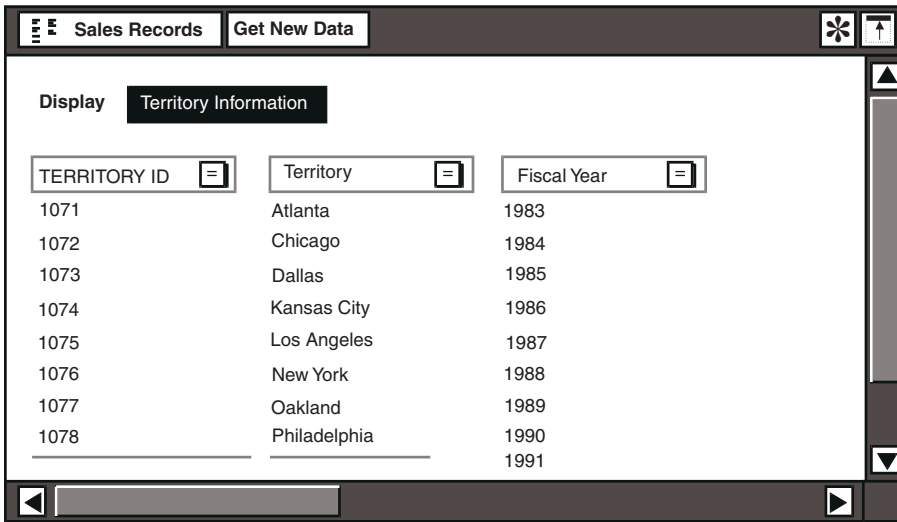 Sales Records Get New Data
Display Territory Information
TERRITORY ID = Territory = Fiscal Year =
1071 Atlanta 1983
1072 Chicago 1984
1073 Dallas 1985
1074 Kansas City 1986
1075 Los Angeles 1987
1076 New York 1988
1077 Oakland 1989
1078 Philadelphia 1990
1991